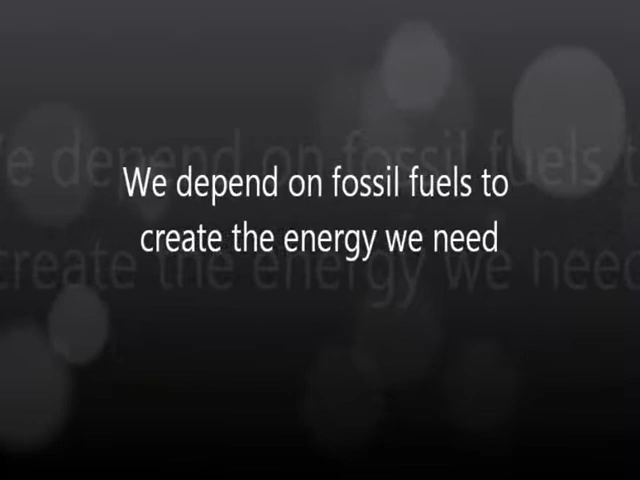 We depend on fossil fuels to
create the energy we need